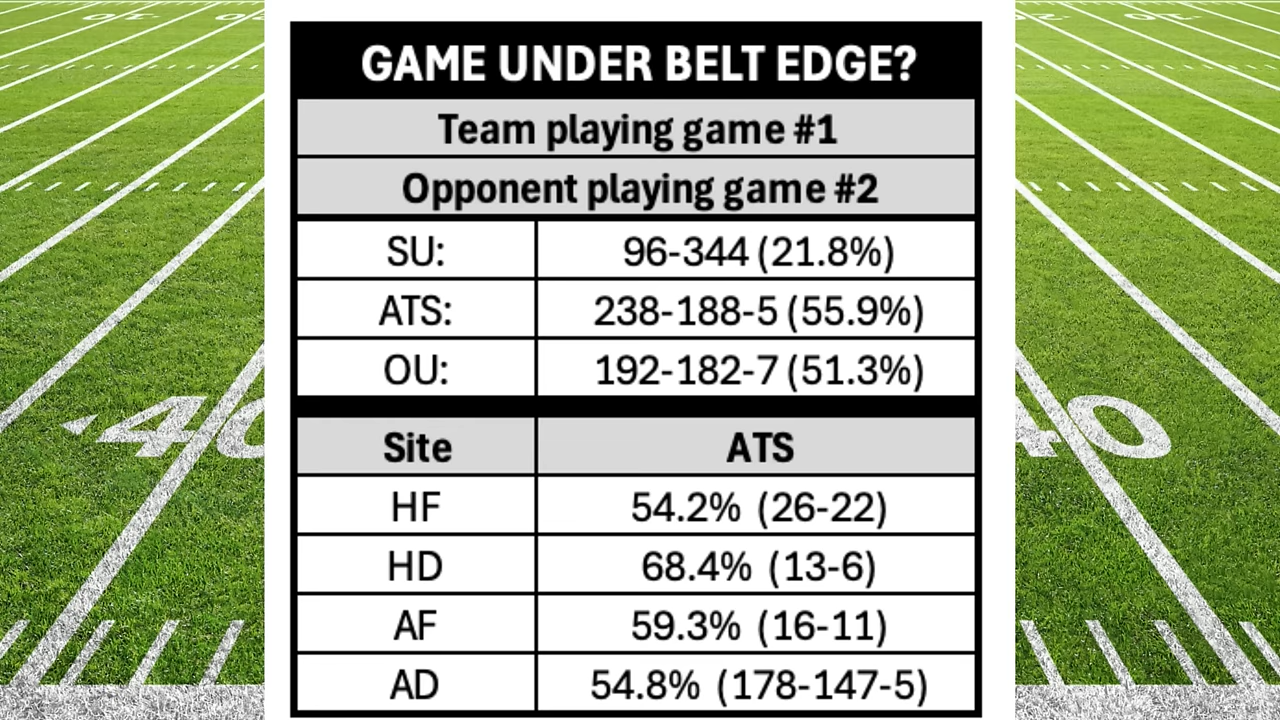 GAME UNDER BELT EDGE?
Team playing game #1
Opponent playing game #2
SU: 96-344 (21.8%)
ATS: 238-188-5 (55.9%)
OU: 192-182-7 (51.3%)
Site ATS
HF 54.2% (26-22)
HD 68.4% (13-6)
AF 59.3% (16-11)
AD 54.8% (178-147-5)
40
40